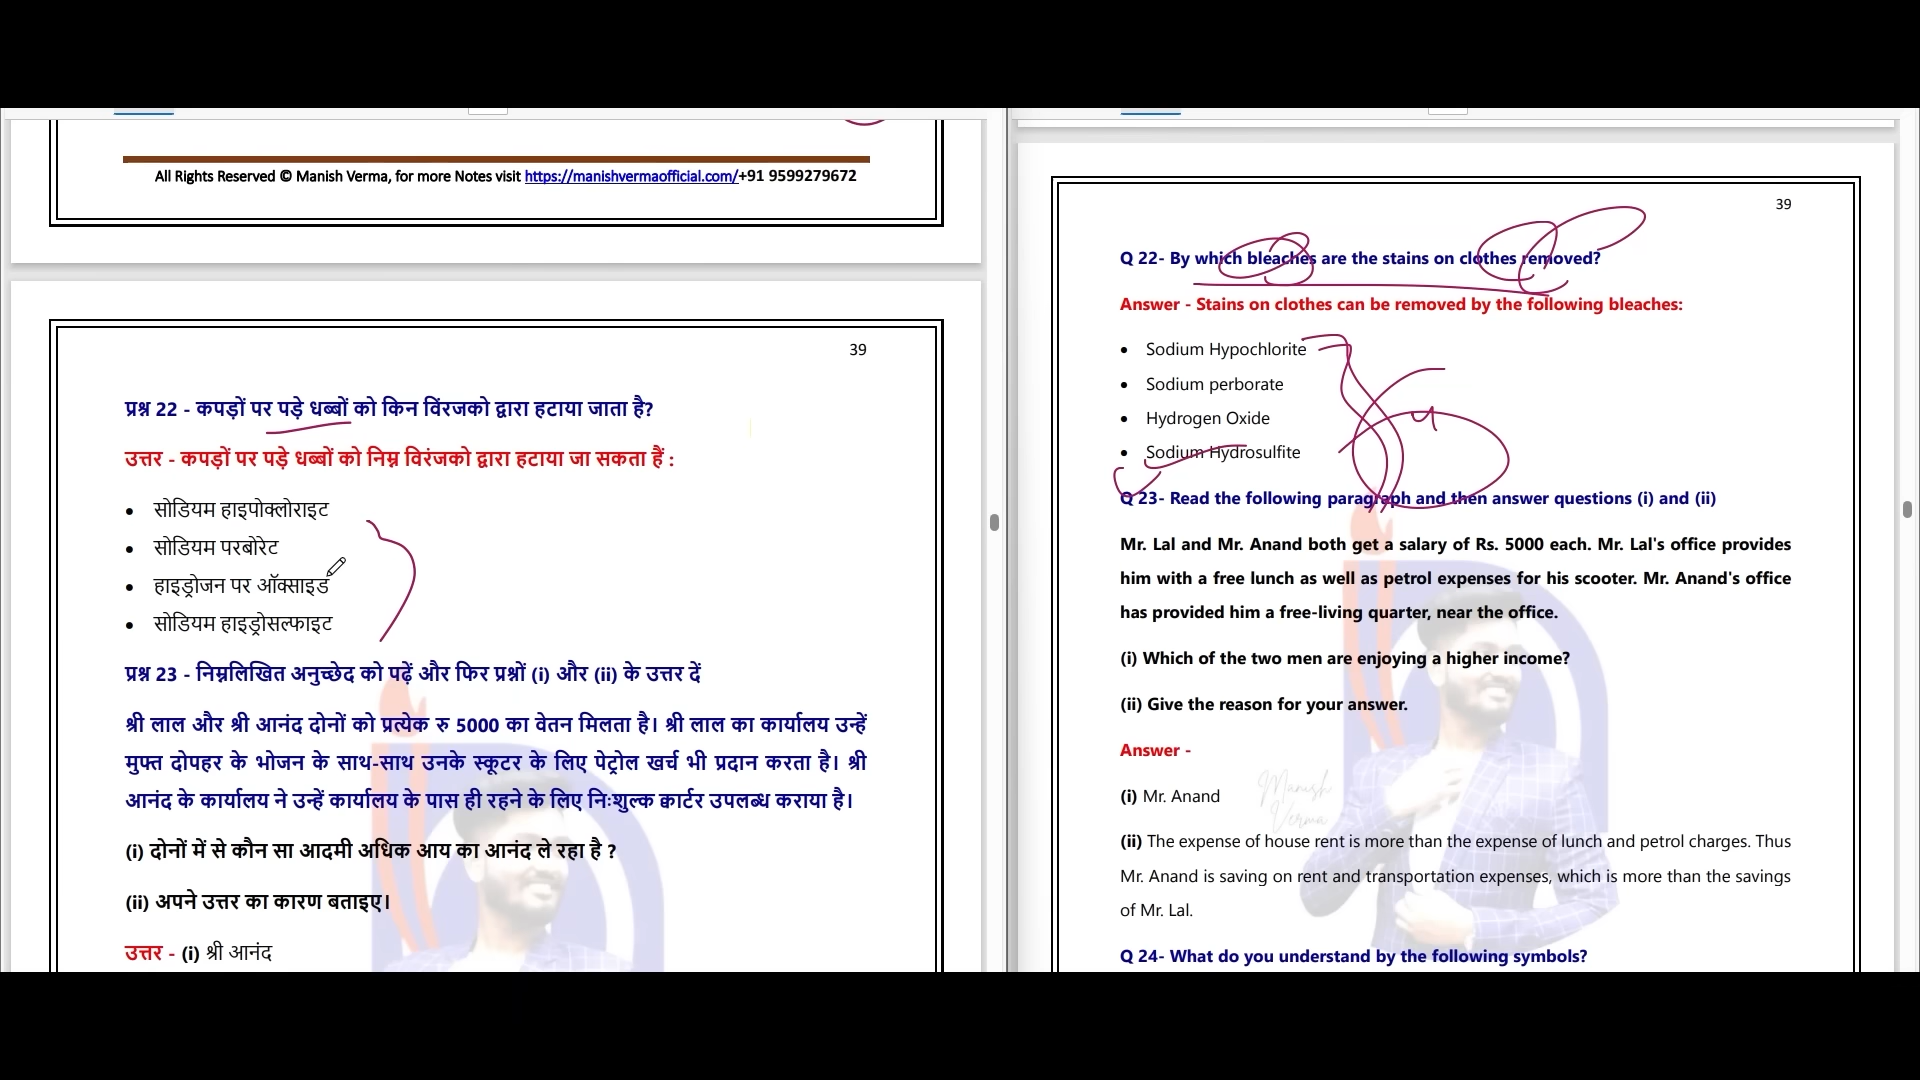 All Rights Reserved © Manish Verma, for more Notes visit https://manishvermaofficial.com/+91 9599279672
39
प्रश्न 22 - कपड़ों पर पड़े धब्बों को किन विंरजको द्वारा हटाया जाता है?
उत्तर - कपड़ों पर पड़े धब्बों को निम्न विरंजको द्वारा हटाया जा सकता हैं :
• सोडियम हाइपोक्लोराइट
• सोडियम परबोरेट
• हाइड्रोजन पर ऑक्साइड
• सोडियम हाइड्रोसल्फाइट
प्रश्न 23 - निम्नलिखित अनुच्छेद को पढ़ें और फिर प्रश्नों (i) और (ii) के उत्तर दें
श्री लाल और श्री आनंद दोनों को प्रत्येक रु 5000 का वेतन मिलता है। श्री लाल का कार्यालय उन्हें
मुफ्त दोपहर के भोजन के साथ-साथ उनके स्कूटर के लिए पेट्रोल खर्च भी प्रदान करता है। श्री
आनंद के कार्यालय ने उन्हें कार्यालय के पास ही रहने के लिए निःशुल्क क्वार्टर उपलब्ध कराया है।
(i) दोनों में से कौन सा आदमी अधिक आय का आनंद ले रहा है ?
(ii) अपने उत्तर का कारण बताइए।
उत्तर - (i) श्री आनंद
39
Q 22- By which bleaches are the stains on clothes removed?
Answer - Stains on clothes can be removed by the following bleaches:
• Sodium Hypochlorite
• Sodium perborate
• Hydrogen Oxide
• Sodium Hydrosulfite
Q 23- Read the following paragraph and then answer questions (i) and (ii)
Mr. Lal and Mr. Anand both get a salary of Rs. 5000 each. Mr. Lal's office provides
him with a free lunch as well as petrol expenses for his scooter. Mr. Anand's office
has provided him a free-living quarter, near the office.
(i) Which of the two men are enjoying a higher income?
(ii) Give the reason for your answer.
Answer -
(i) Mr. Anand
Manish
Verma
(ii) The expense of house rent is more than the expense of lunch and petrol charges. Thus
Mr. Anand is saving on rent and transportation expenses, which is more than the savings
of Mr. Lal.
Q 24- What do you understand by the following symbols?